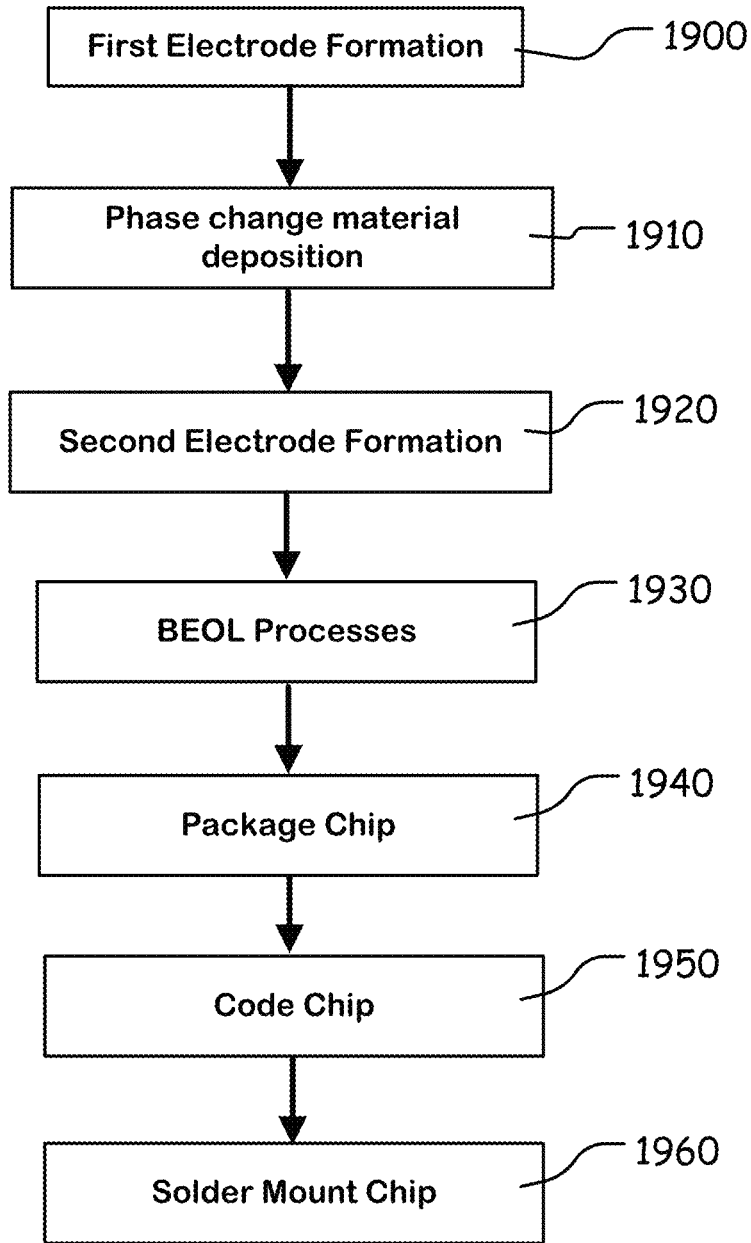 First Electrode Formation
1900
Phase change material
deposition
1910
Second Electrode Formation
1920
BEOL Processes
1930
Package Chip
1940
Code Chip
1950
Solder Mount Chip
1960